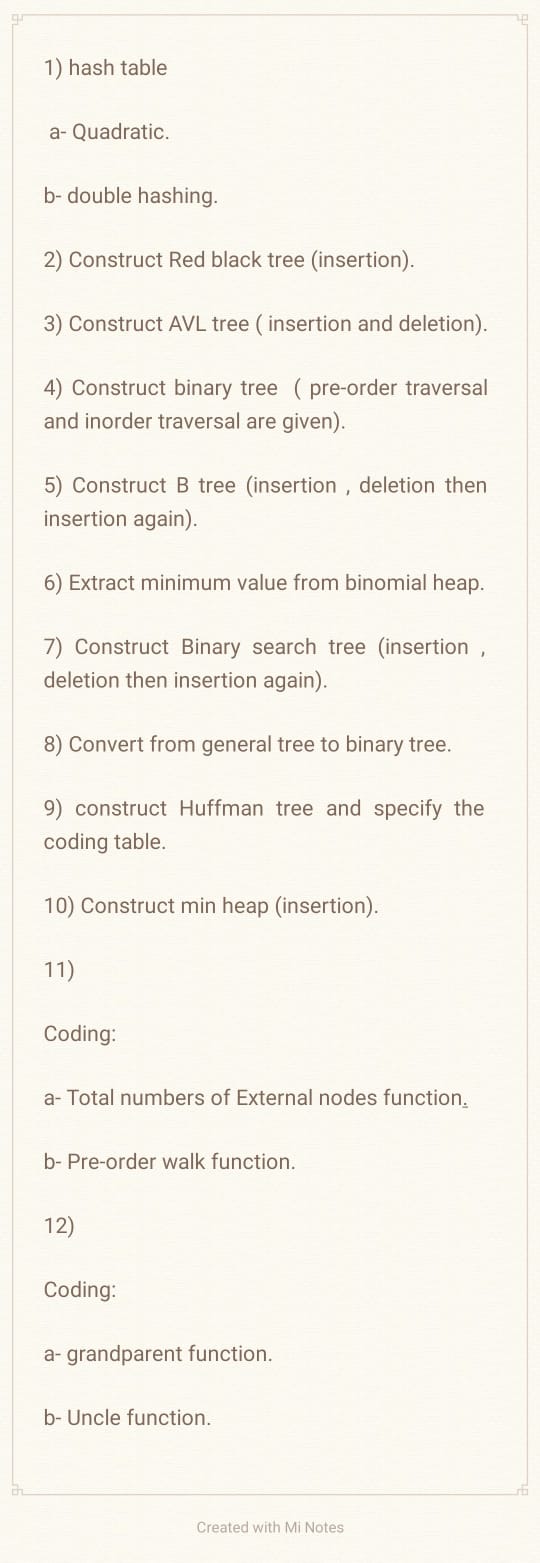 1) hash table
a- Quadratic.
b- double hashing.
2) Construct Red black tree (insertion).
3) Construct AVL tree ( insertion and deletion).
4) Construct binary tree ( pre-order traversal
and inorder traversal are given).
5) Construct B tree (insertion , deletion then
insertion again).
6) Extract minimum value from binomial heap.
7) Construct Binary search tree (insertion ,
deletion then insertion again).
8) Convert from general tree to binary tree.
9) construct Huffman tree and specify the
coding table.
10) Construct min heap (insertion).
11)
Coding:
a- Total numbers of External nodes function.
b- Pre-order walk function.
12)
Coding:
a- grandparent function.
b- Uncle function.
Created with Mi Notes